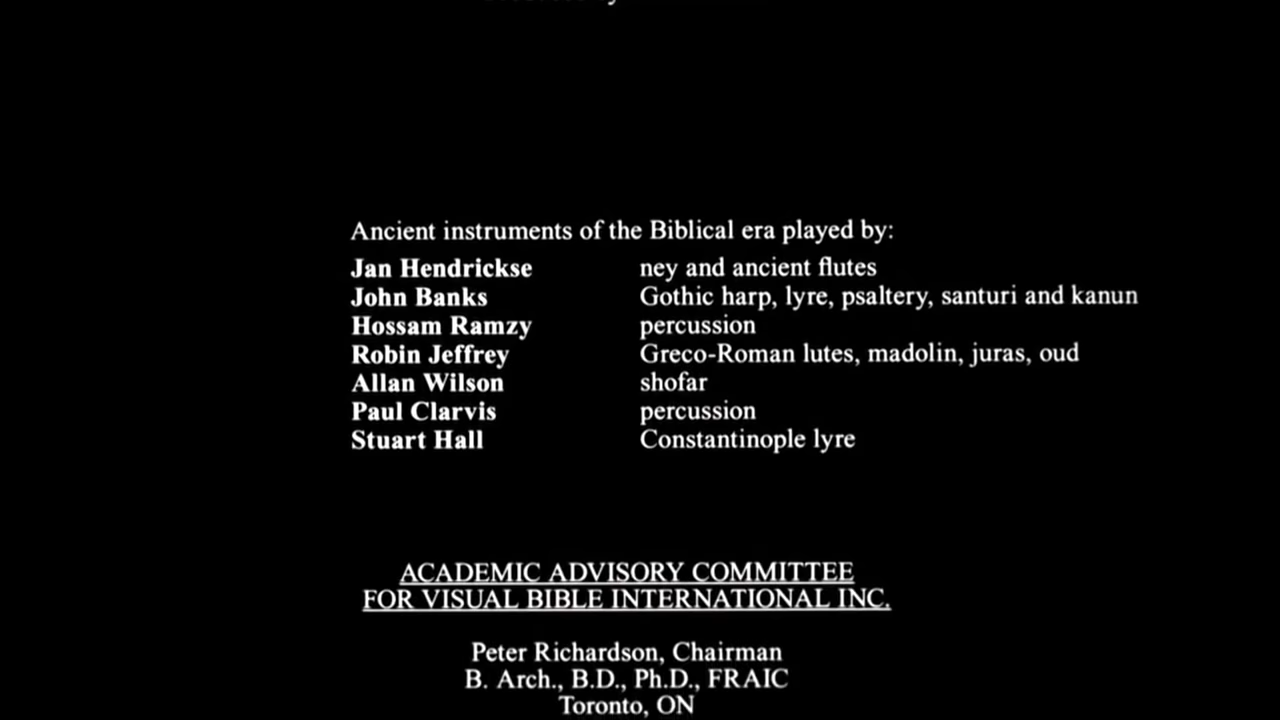 Ancient instruments of the Biblical era played by:
Jan Hendrickse ney and ancient flutes
John Banks Gothic harp, lyre, psaltery, santuri and kanun
Hossam Ramzy percussion
Robin Jeffrey Greco-Roman lutes, madolin, juras, oud
Allan Wilson shofar
Paul Clarvis percussion
Stuart Hall Constantinople lyre
ACADEMIC ADVISORY COMMITTEE
FOR VISUAL BIBLE INTERNATIONAL INC.
Peter Richardson, Chairman
B. Arch., B.D., Ph.D., FRAIC
Toronto, ON